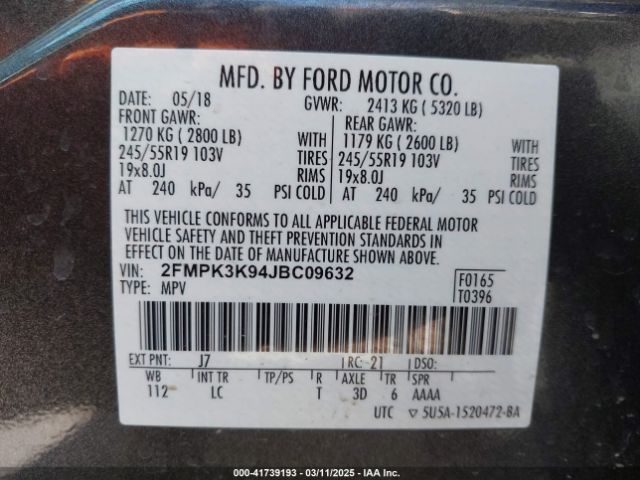 MFD. BY FORD MOTOR CO.
DATE: 05/18 GVWR: 2413 KG ( 5320 LB)
FRONT GAWR: REAR GAWR:
1270 KG ( 2800 LB) WITH 1179 KG ( 2600 LB) WITH
245/55R19 103V TIRES 245/55R19 103V TIRES
19x8.0J RIMS 19x8.0J RIMS
AT 240 kPa/ 35 PSI COLD AT 240 kPa/ 35 PSI COLD
THIS VEHICLE CONFORMS TO ALL APPLICABLE FEDERAL MOTOR
VEHICLE SAFETY AND THEFT PREVENTION STANDARDS IN
EFFECT ON THE DATE OF MANUFACTURE SHOWN ABOVE.
VIN: 2FMPK3K94JBC09632
TYPE: MPV
F0165
T0396
EXT PNT: J7 RC: 21 DSO:
WB INT TR TP/PS R AXLE TR SPR
112 LC T 3D 6 AAAA
UTC ▽ 5U5A-1520472-BA
000-41739193 - 03/11/2025 - IAA Inc.